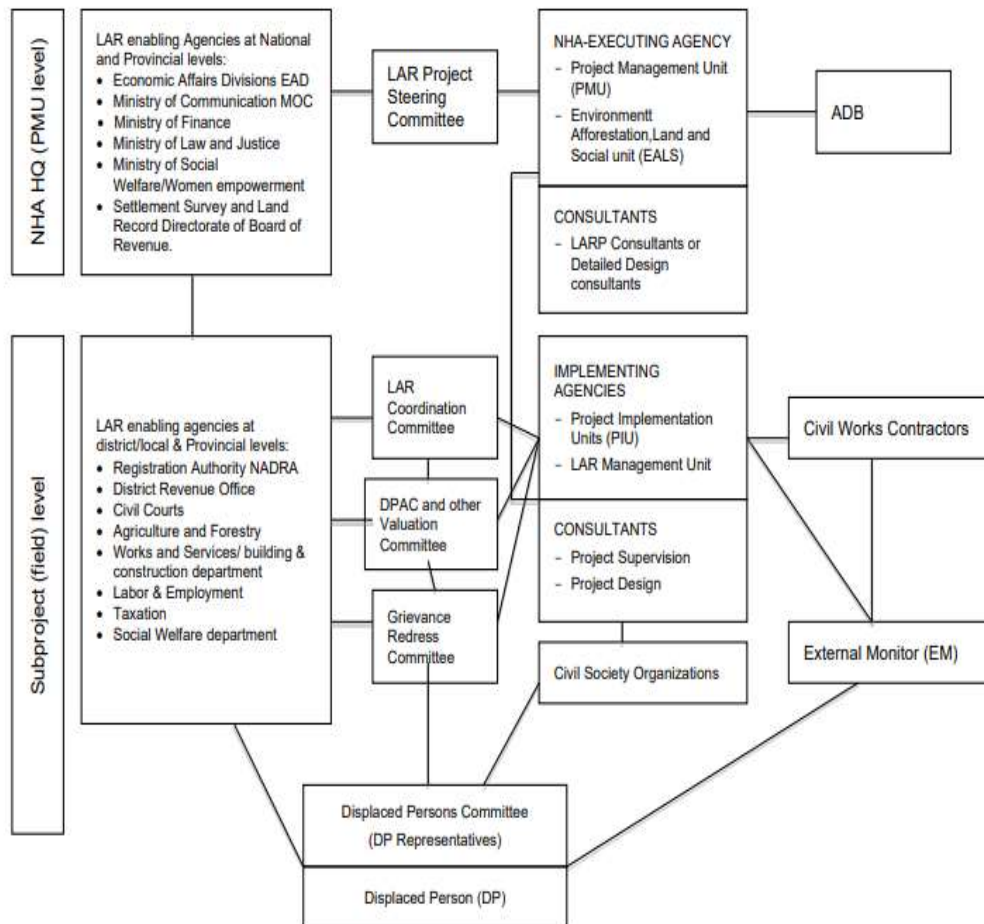 NHA HQ (PMU level)
LAR enabling Agencies at National
and Provincial levels:
• Economic Affairs Divisions EAD
• Ministry of Communication MOC
• Ministry of Finance
• Ministry of Law and Justice
• Ministry of Social
Welfare/Women empowerment
• Settlement Survey and Land
Record Directorate of Board of
Revenue.
LAR Project
Steering
Committee
NHA-EXECUTING AGENCY
- Project Management Unit
(PMU)
- Environmentt
Afforestation,Land and
Social unit (EALS)
CONSULTANTS
- LARP Consultants or
Detailed Design
consultants
ADB
Subproject (field) level
LAR enabling agencies at
district/local & Provincial levels:
• Registration Authority NADRA
• District Revenue Office
• Civil Courts
• Agriculture and Forestry
• Works and Services/ building &
construction department
• Labor & Employment
• Taxation
• Social Welfare department
LAR
Coordination
Committee
DPAC and other
Valuation
Committee
Grievance
Redress
Committee
IMPLEMENTING
AGENCIES
- Project Implementation
Units (PIU)
- LAR Management Unit
CONSULTANTS
- Project Supervision
- Project Design
Civil Society Organizations
Civil Works Contractors
External Monitor (EM)
Displaced Persons Committee
(DP Representatives)
Displaced Person (DP)